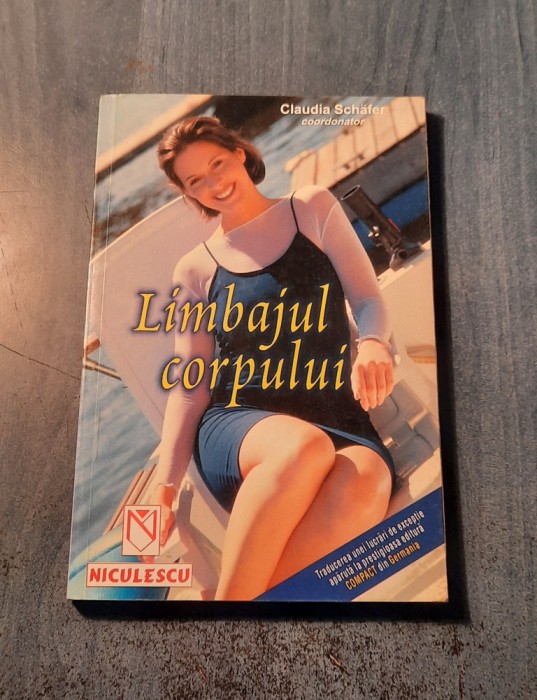 Claudia Schäfer
coordonator
Limbajul
corpului
Traducerea unei lucrări de excepție
apărută la prestigioasa editură
COMPACT din Germania
N
NICULESCU